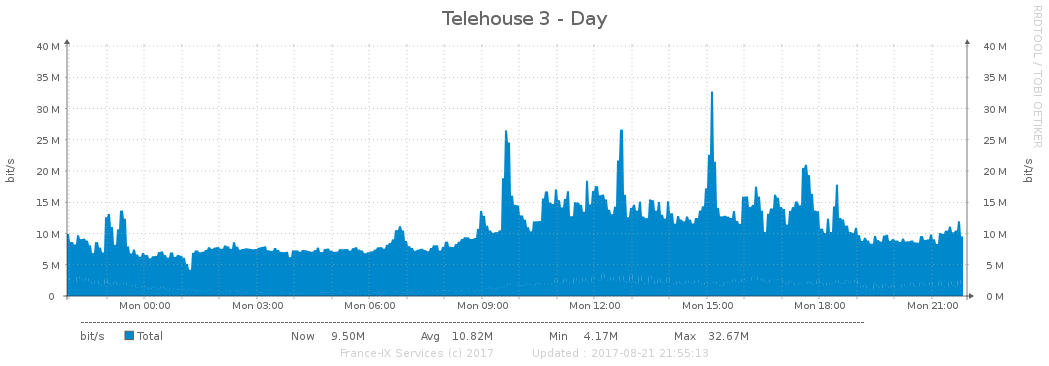 Telehouse 3 - Day
RRDTOOL / TOBI OETIKER
40 M 40 M
35 M 35 M
30 M 30 M
25 M 25 M
20 M 20 M
15 M 15 M
10 M 10 M
5 M 5 M
0 0 M
bit/s bit/s
Mon 00:00 Mon 03:00 Mon 06:00 Mon 09:00 Mon 12:00 Mon 15:00 Mon 18:00 Mon 21:00
bit/s Total Now 9.50M Avg 10.82M Min 4.17M Max 32.67M
France-IX Services (c) 2017 Updated : 2017-08-21 21:55:13